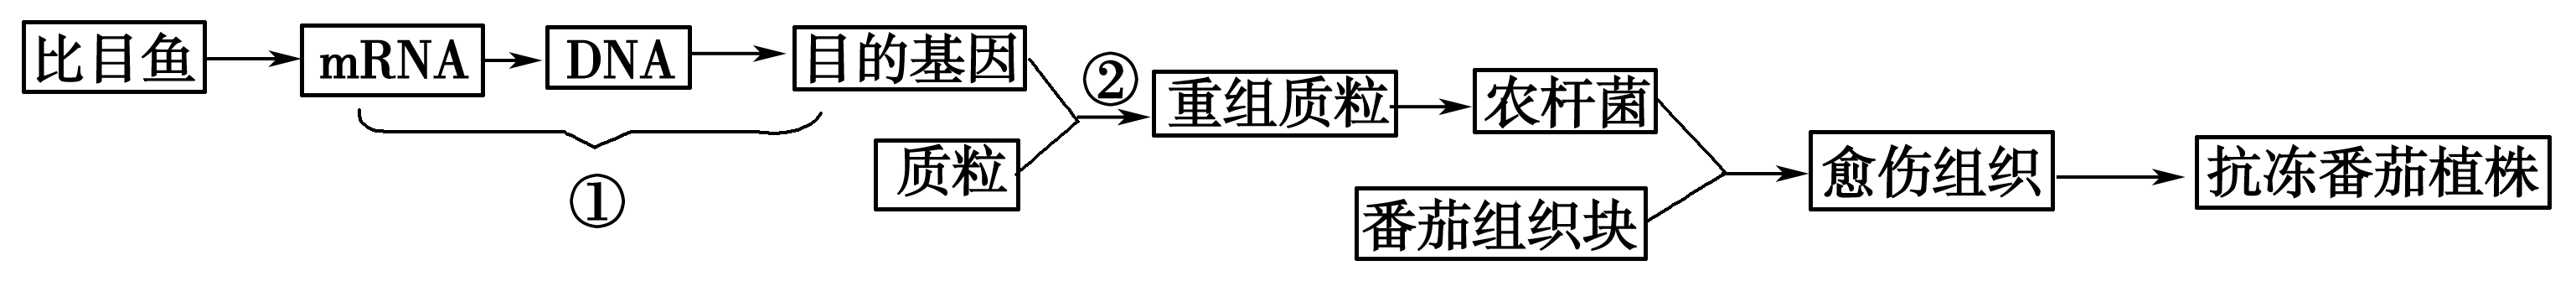 比目鱼
mRNA
DNA
目的基因
①
质粒
②
重组质粒
农杆菌
番茄组织块
愈伤组织
抗冻番茄植株